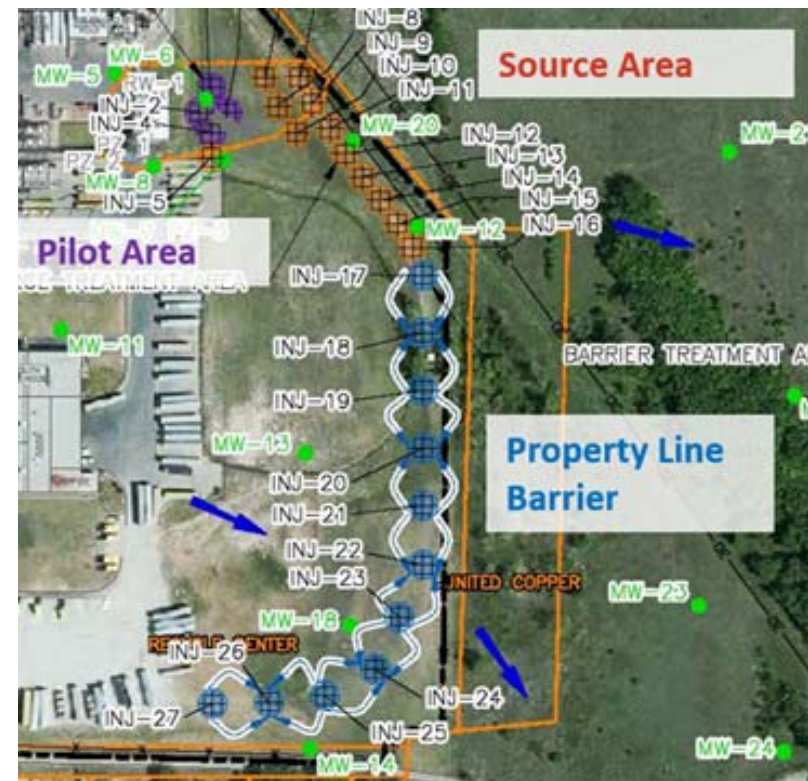 INJ-8
INJ-9
INJ-10
INJ-11
MW-6
MW-5
RW-1
INJ-2
INJ-4
PZ-1
PZ-2
MW-8
INJ-5
MW-20
INJ-12
INJ-13
INJ-14
INJ-15
INJ-16
MW-12
Source Area
MW-2
Pilot Area
TREATMENT AREA
INJ-17
MW-11
INJ-18
BARRIER TREATMENT A
INJ-19
MW-13
INJ-20
Property Line
Barrier
INJ-21
INJ-22
INJ-23
UNITED COPPER
MW-18
MW-23
INJ-26
CENTER
INJ-24
INJ-27
INJ-25
MW-14
MW-24